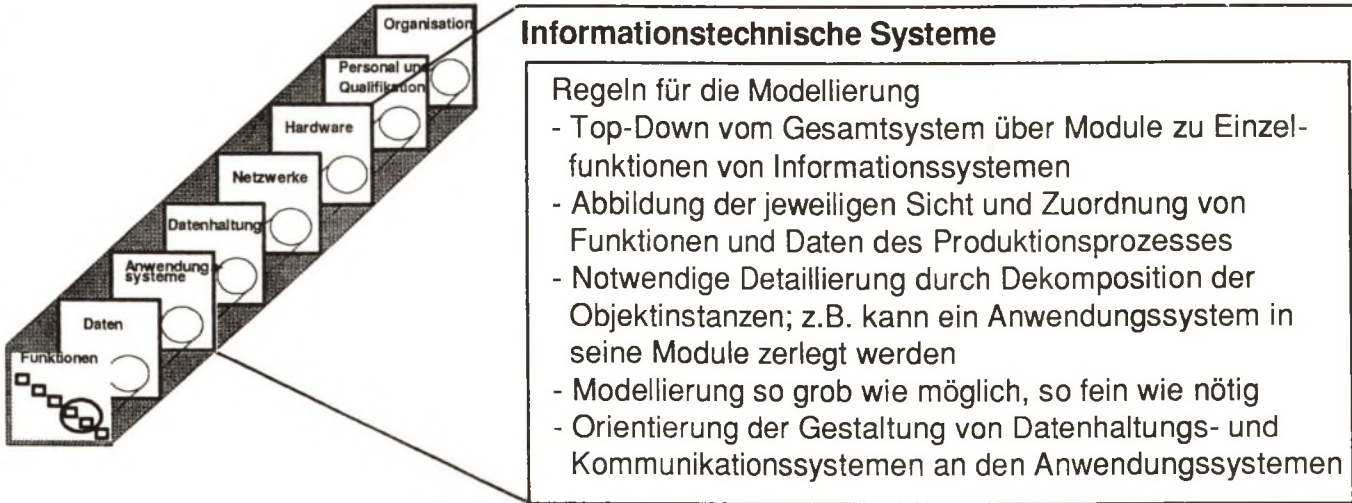 Organisation
Personal un
Qualifikation
Hardware
Netzwerke
Datenhaltung
Anwendung
systeme
Daten
Funktionen
Informationstechnische Systeme
Regeln für die Modellierung
- Top-Down vom Gesamtsystem über Module zu Einzel-
funktionen von Informationssystemen
- Abbildung der jeweiligen Sicht und Zuordnung von
Funktionen und Daten des Produktionsprozesses
- Notwendige Detaillierung durch Dekomposition der
Objektinstanzen; z.B. kann ein Anwendungssystem in
seine Module zerlegt werden
- Modellierung so grob wie möglich, so fein wie nötig
- Orientierung der Gestaltung von Datenhaltungs- und
Kommunikationssystemen an den Anwendungssystemen